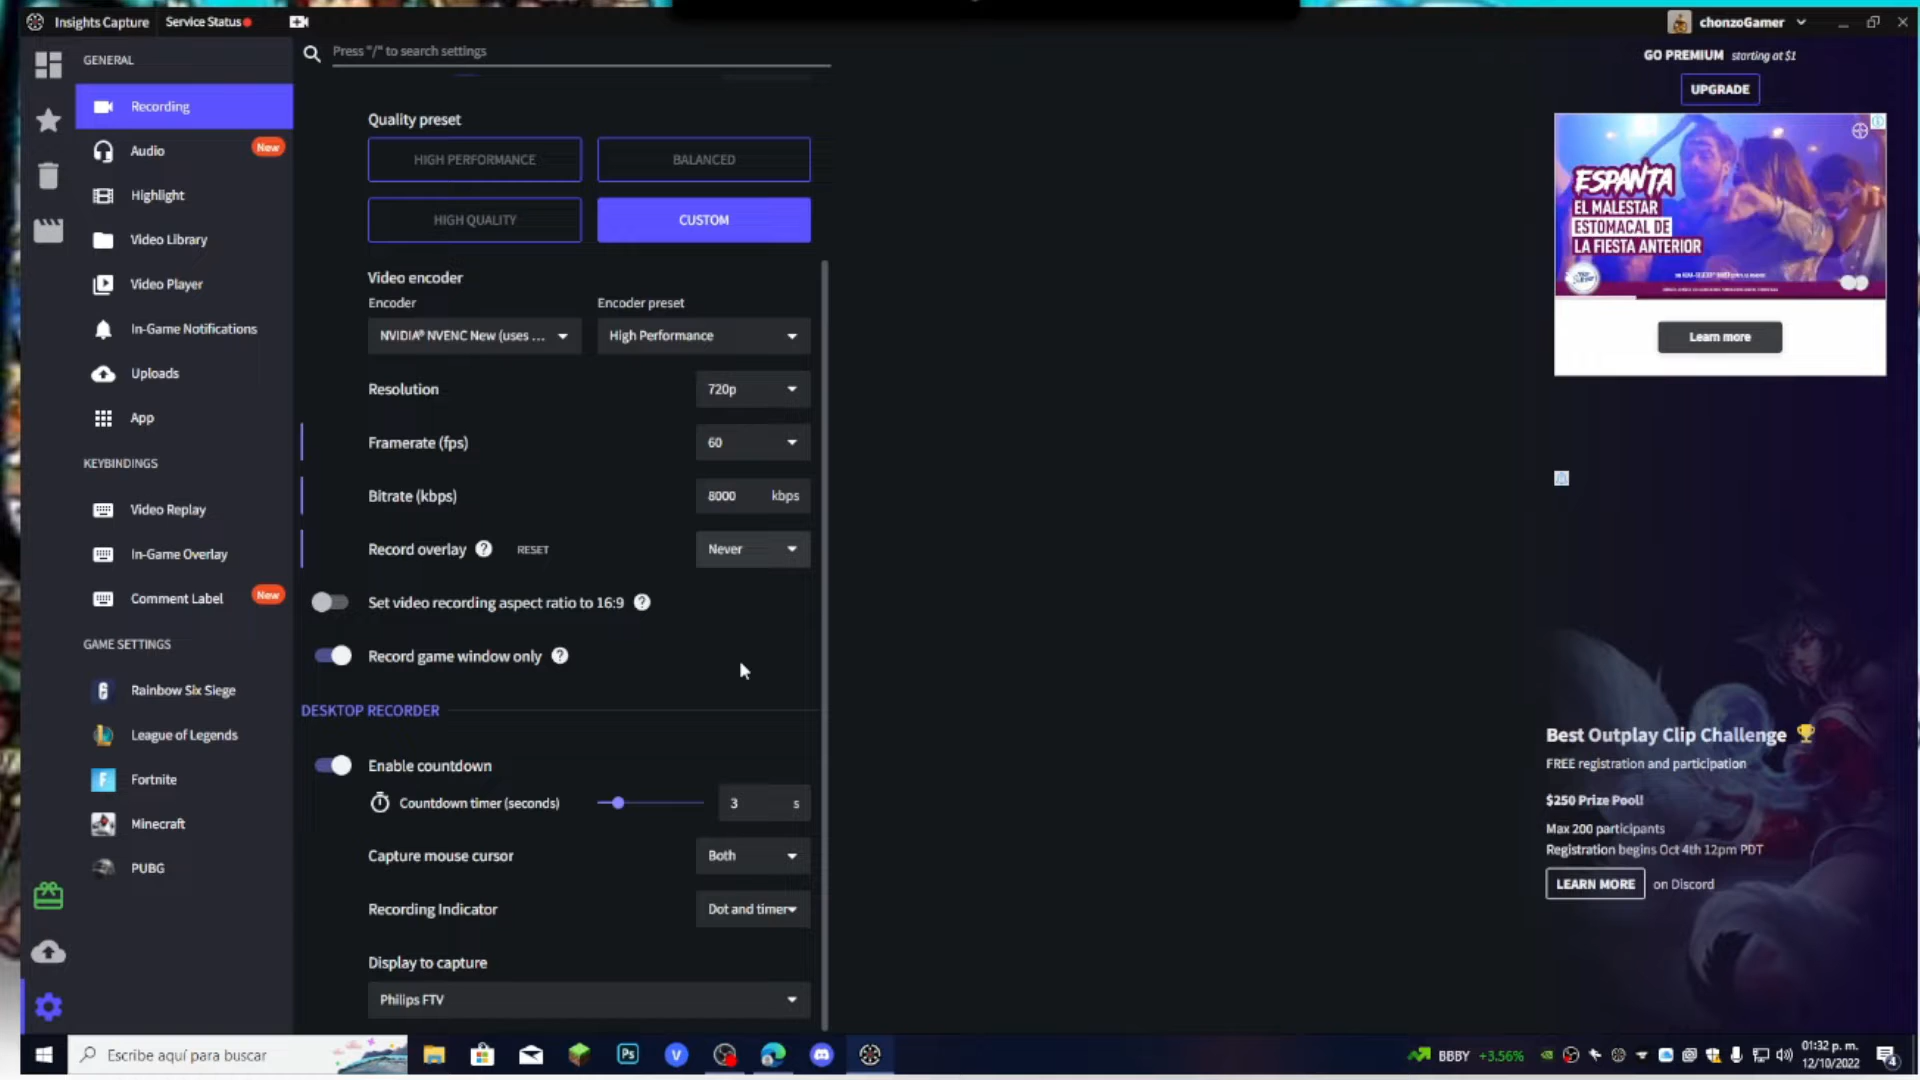 Insights Capture
Service Status
chonzoGamer
GENERAL
Recording
Audio
New
Highlight
Video Library
Video Player
In-Game Notifications
Uploads
App
KEYBINDINGS
Video Replay
In-Game Overlay
Comment Label
New
GAME SETTINGS
Rainbow Six Siege
League of Legends
Fortnite
Minecraft
PUBG
Press "/" to search settings
Quality preset
HIGH PERFORMANCE
BALANCED
HIGH QUALITY
CUSTOM
Video encoder
Encoder
Encoder preset
NVIDIA® NVENC New (uses ...
High Performance
Resolution
720p
Framerate (fps)
60
Bitrate (kbps)
8000 kbps
Record overlay ? RESET
Never
Set video recording aspect ratio to 16:9 ?
Record game window only ?
DESKTOP RECORDER
Enable countdown
Countdown timer (seconds)
3 s
Capture mouse cursor
Both
Recording Indicator
Dot and timer
Display to capture
Philips FTV
GO PREMIUM starting at $1
UPGRADE
ESPANTA
EL MALESTAR
ESTOMACAL DE
LA FIESTA ANTERIOR
Learn more
Best Outplay Clip Challenge
FREE registration and participation
$250 Prize Pool!
Max 200 participants
Registration begins Oct 4th 12pm PDT
LEARN MORE on Discord
Escribe aquí para buscar
Ps
V
BBBY +3.56%
01:32 p. m.
12/10/2022
4